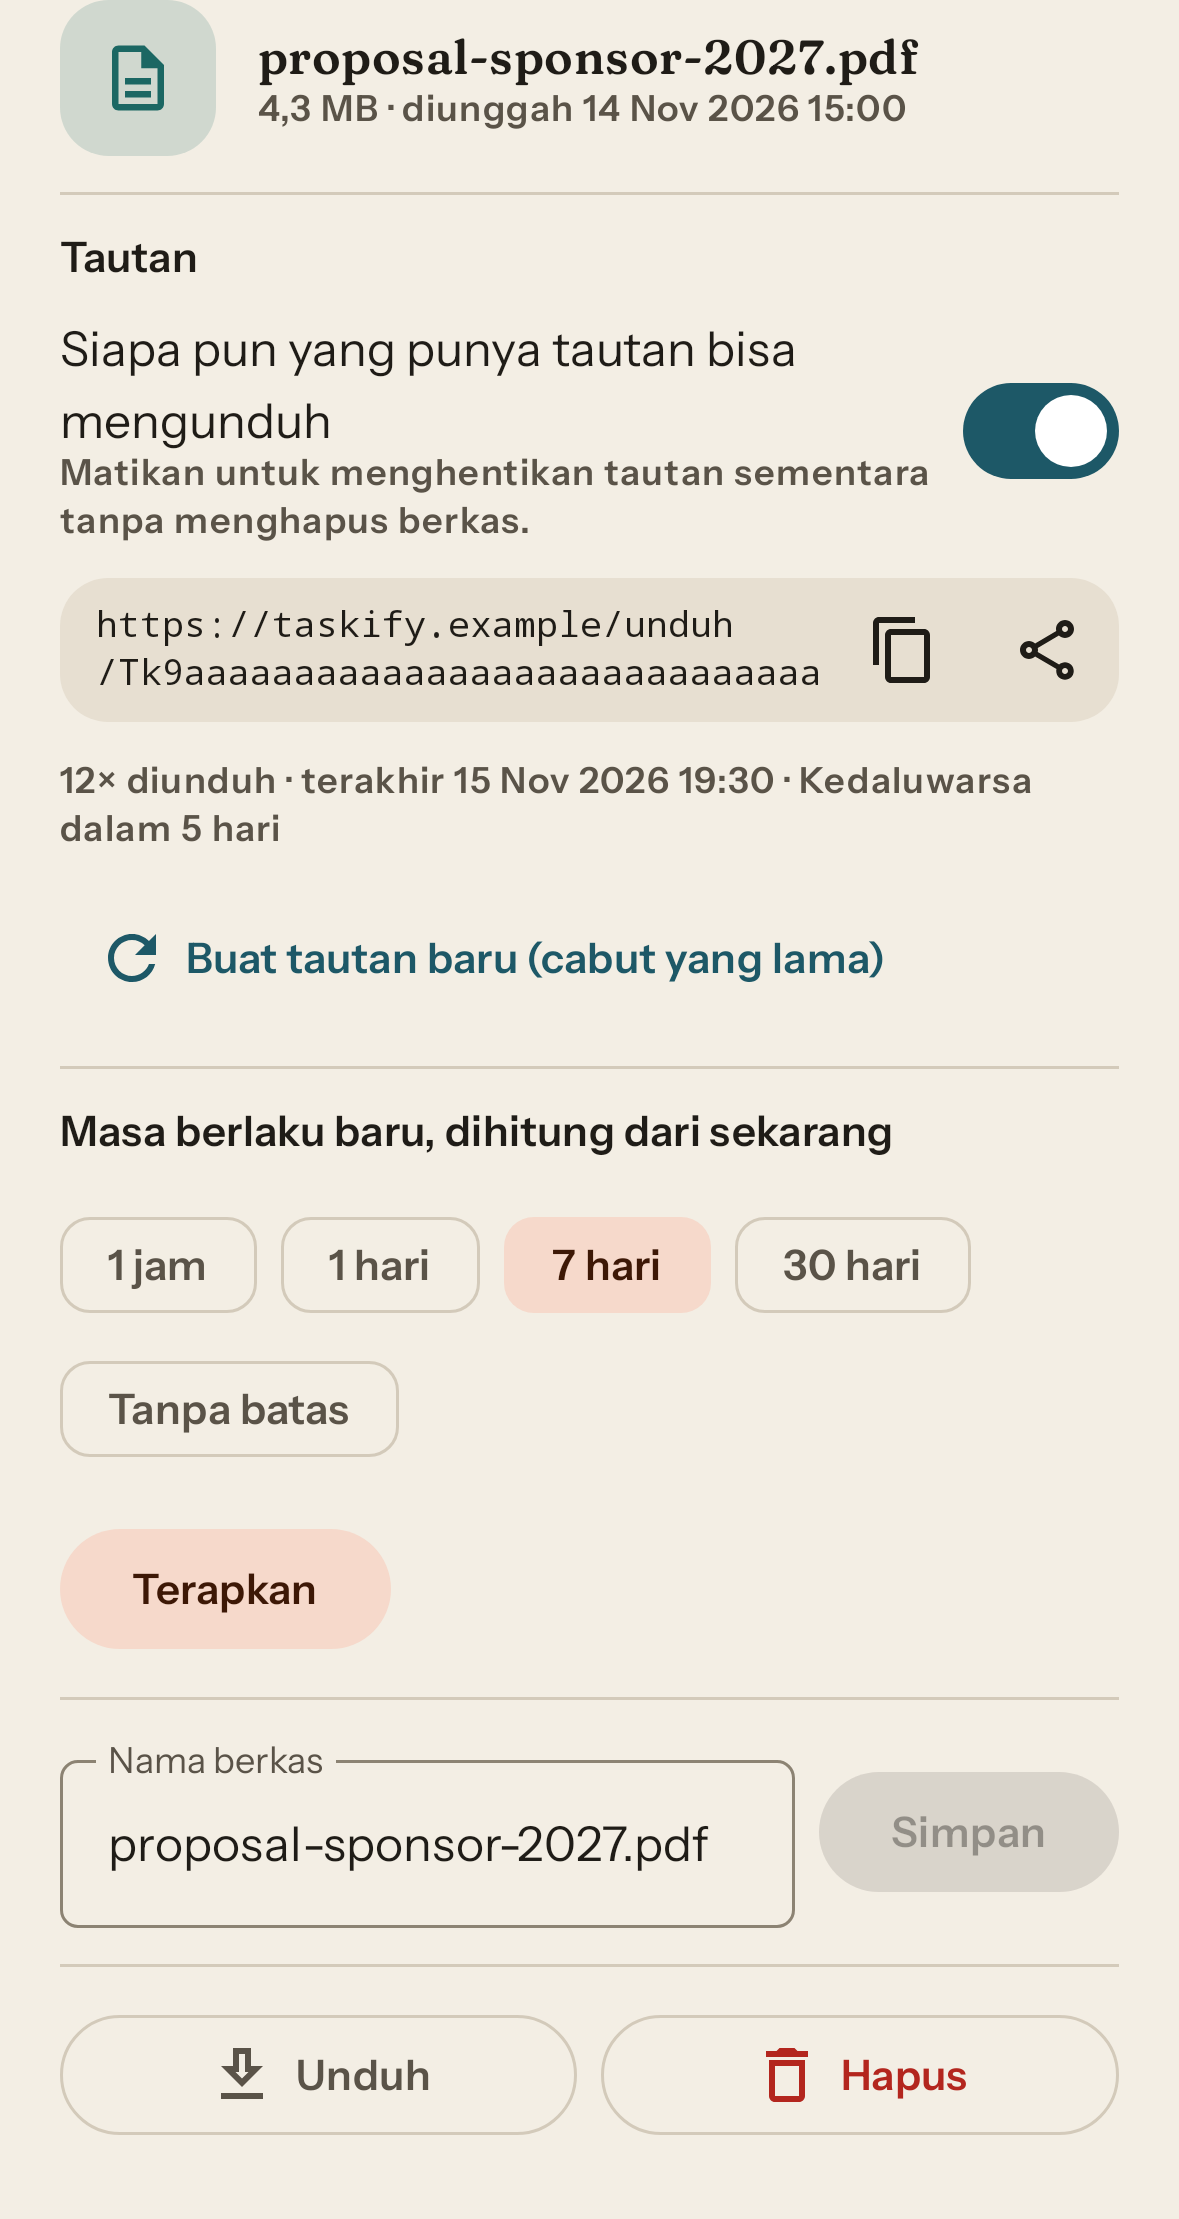 proposal-sponsor-2027.pdf
4,3 MB · diunggah 14 Nov 2026 15:00
Tautan
Siapa pun yang punya tautan bisa
mengunduh
Matikan untuk menghentikan tautan sementara
tanpa menghapus berkas.
https://taskify.example/unduh
/Tk9aaaaaaaaaaaaaaaaaaaaaaaaaaaaaa
12× diunduh · terakhir 15 Nov 2026 19:30 · Kedaluwarsa
dalam 5 hari
Buat tautan baru (cabut yang lama)
Masa berlaku baru, dihitung dari sekarang
1 jam
1 hari
7 hari
30 hari
Tanpa batas
Terapkan
Nama berkas
proposal-sponsor-2027.pdf
Simpan
Unduh
Hapus